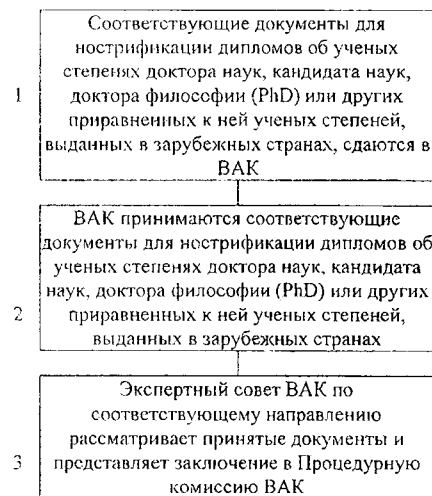 Соответствующие документы для
нострификации дипломов об ученых
степенях доктора наук, кандидата наук,
1 доктора философии (PhD) или других
приравненных к ней ученых степеней,
выданных в зарубежных странах, сдаются в
ВАК
ВАК принимаются соответствующие
документы для нострификации дипломов об
ученых степенях доктора наук, кандидата
наук, доктора философии (PhD) или других
2 приравненных к ней ученых степеней,
выданных в зарубежных странах
Экспертный совет ВАК по
соответствующему направлению
рассматривает принятые документы и
3 представляет заключение в Процедурную
комиссию ВАК